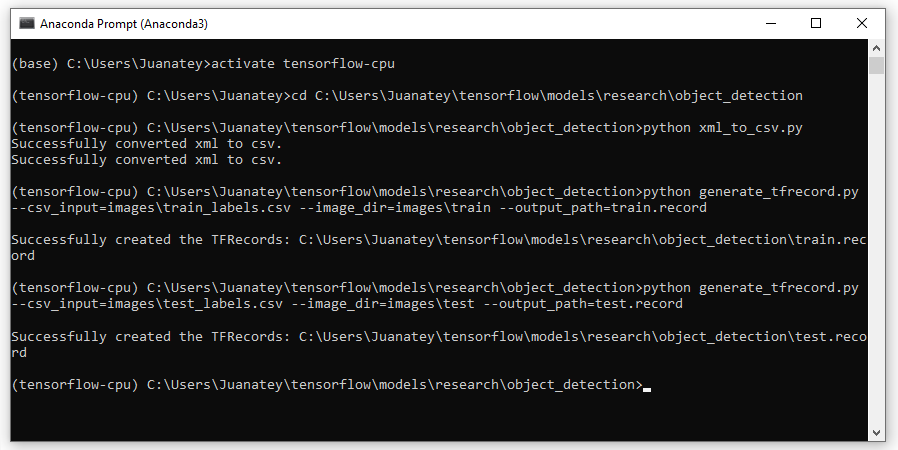 Anaconda Prompt (Anaconda3)
(base) C:\Users\Juanatey>activate tensorflow-cpu
(tensorflow-cpu) C:\Users\Juanatey>cd C:\Users\Juanatey\tensorflow\models\research\object_detection
(tensorflow-cpu) C:\Users\Juanatey\tensorflow\models\research\object_detection>python xml_to_csv.py
Successfully converted xml to csv.
Successfully converted xml to csv.
(tensorflow-cpu) C:\Users\Juanatey\tensorflow\models\research\object_detection>python generate_tfrecord.py
--csv_input=images\train_labels.csv --image_dir=images\train --output_path=train.record
Successfully created the TFRecords: C:\Users\Juanatey\tensorflow\models\research\object_detection\train.rec
ord
(tensorflow-cpu) C:\Users\Juanatey\tensorflow\models\research\object_detection>python generate_tfrecord.py
--csv_input=images\test_labels.csv --image_dir=images\test --output_path=test.record
Successfully created the TFRecords: C:\Users\Juanatey\tensorflow\models\research\object_detection\test.reco
rd
(tensorflow-cpu) C:\Users\Juanatey\tensorflow\models\research\object_detection>